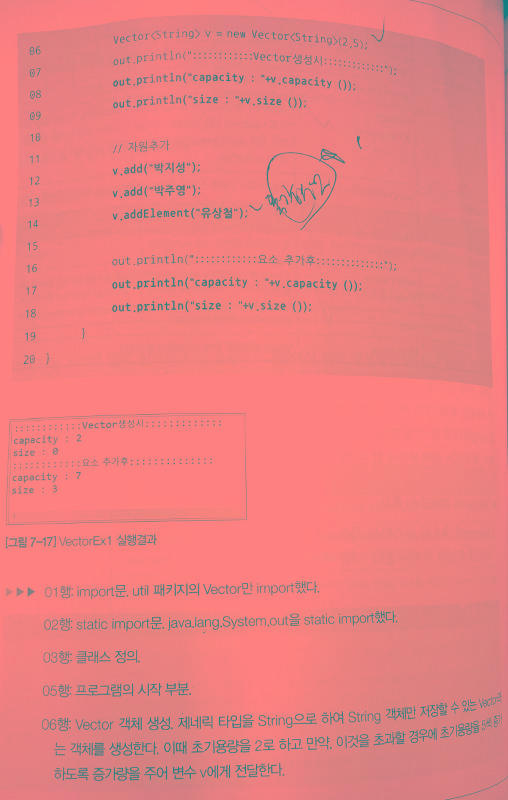 06 Vector<String> v = new Vector<String>(2,5);
07 out.println("::::::::::::Vector생성시::::::::::::");
08 out.println("capacity : "+v.capacity ());
09 out.println("size : "+v.size ());
10
11 // 자원추가
12 v.add("박지성");
13 v.add("박주영");
14 v.addElement("유상철");
15
16 out.println("::::::::::::요소 추가후:::::::::::::");
17 out.println("capacity : "+v.capacity ());
18 out.println("size : "+v.size ());
19 }
20 }
::::::::::::Vector생성시:::::::::::::
capacity : 2
size : 0
::::::::::::요소 추가후::::::::::::::
capacity : 7
size : 3
[그림 7-17] VectorEx1 실행결과
▶▶▶ 01행: import문. util 패키지의 Vector만 import했다.
02행: static import문. java.lang.System.out을 static import했다.
03행: 클래스 정의.
05행: 프로그램의 시작 부분.
06행: Vector 객체 생성. 제네릭 타입을 String으로 하여 String 객체만 저장할 수 있는 Vector라
는 객체를 생성한다. 이때 초기용량을 2로 하고 만약, 이것을 초과할 경우에 초기용량을
하도록 증가량을 주어 변수 v에게 전달한다.